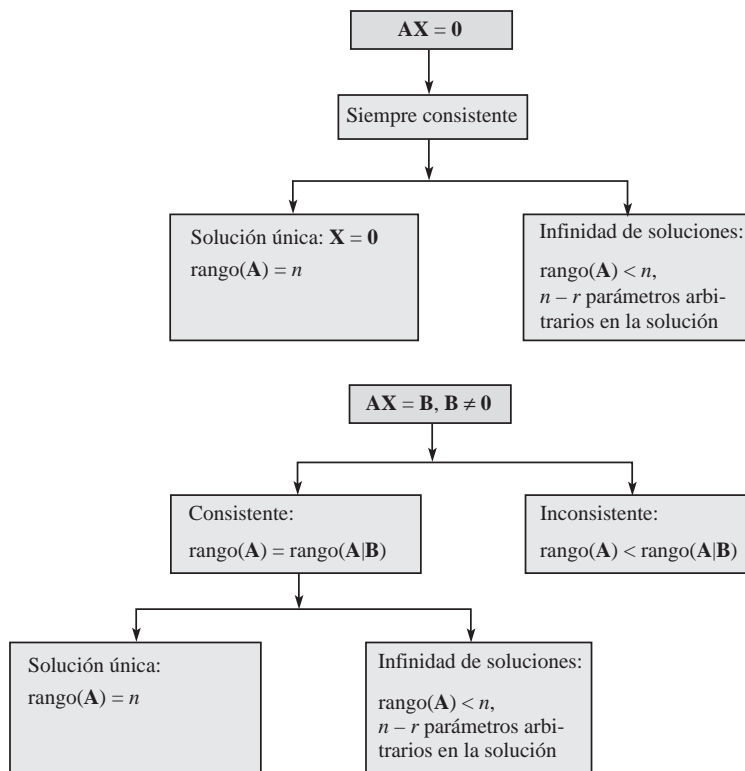 AX = 0
Siempre consistente
Solución única: X = 0
rango(A) = n
Infinidad de soluciones:
rango(A) < n,
n – r parámetros arbi-
trarios en la solución
AX = B, B ≠ 0
Consistente:
rango(A) = rango(A|B)
Inconsistente:
rango(A) < rango(A|B)
Solución única:
rango(A) = n
Infinidad de soluciones:
rango(A) < n,
n – r parámetros arbi-
trarios en la solución